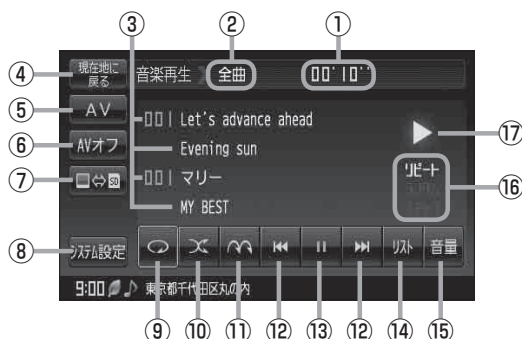 ③ ② ①
④ 現在地に戻る 音楽再生 全曲 00'10''
⑤ AV
001 Let's advance ahead
⑥ AVオフ
Evening sun
⑰
⑦ SD
001 マリー
リピート
⑯
MY BEST
⑧ システム設定 リスト 音量
9:00 東京都千代田区丸の内
⑨ ⑩ ⑪ ⑫ ⑬ ⑫ ⑭ ⑮